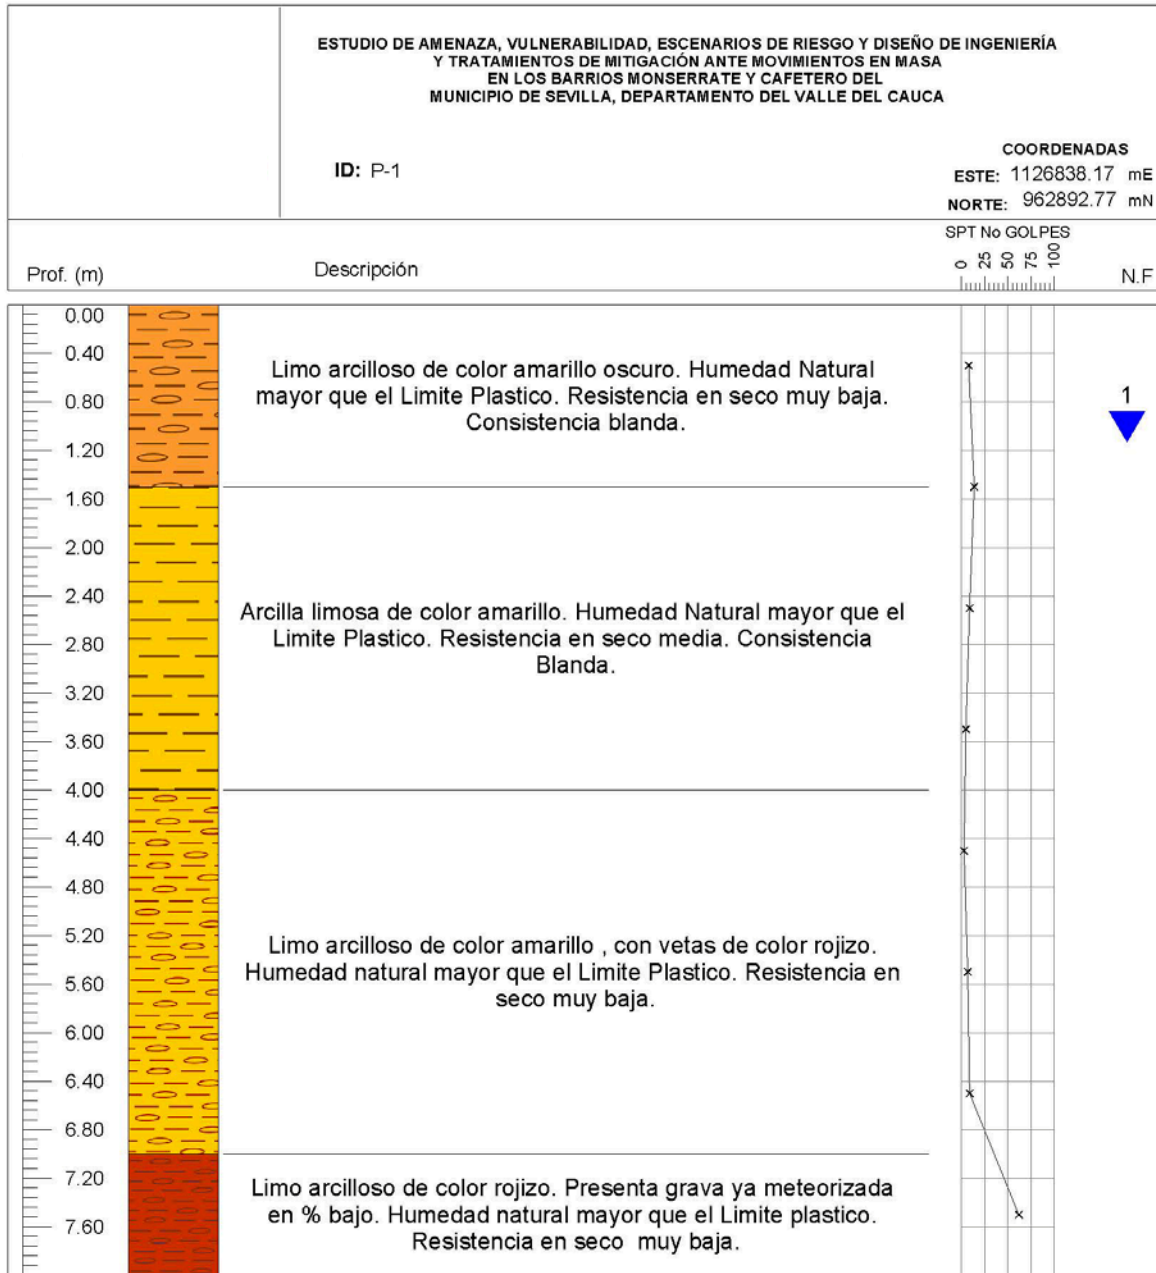 ESTUDIO DE AMENAZA, VULNERABILIDAD, ESCENARIOS DE RIESGO Y DISEÑO DE INGENIERÍA
Y TRATAMIENTOS DE MITIGACIÓN ANTE MOVIMIENTOS EN MASA
EN LOS BARRIOS MONSERRATE Y CAFETERO DEL
MUNICIPIO DE SEVILLA, DEPARTAMENTO DEL VALLE DEL CAUCA
ID: P-1
COORDENADAS
ESTE: 1126838.17 mE
NORTE: 962892.77 mN
Prof. (m)
Descripción
SPT No GOLPES
0 25 50 75 100
N.F
0.00
0.40
Limo arcilloso de color amarillo oscuro. Humedad Natural
mayor que el Limite Plastico. Resistencia en seco muy baja.
Consistencia blanda.
1
0.80
1.20
1.60
2.00
2.40
Arcilla limosa de color amarillo. Humedad Natural mayor que el
Limite Plastico. Resistencia en seco media. Consistencia
Blanda.
2.80
3.20
3.60
4.00
4.40
4.80
5.20
Limo arcilloso de color amarillo , con vetas de color rojizo.
Humedad natural mayor que el Limite Plastico. Resistencia en
seco muy baja.
5.60
6.00
6.40
6.80
7.20
Limo arcilloso de color rojizo. Presenta grava ya meteorizada
en % bajo. Humedad natural mayor que el Limite plastico.
Resistencia en seco muy baja.
7.60